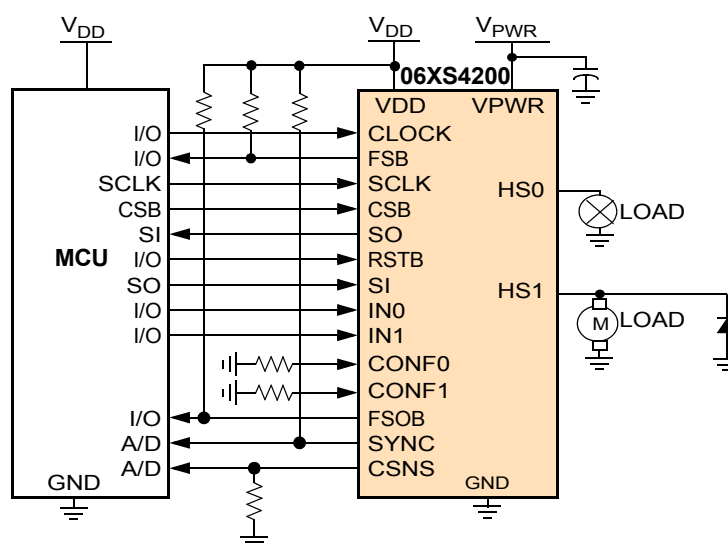 VDD
VDD
VPWR
06XS4200
VDD
VPWR
I/O
CLOCK
I/O
FSB
SCLK
SCLK
HS0
LOAD
CSB
CSB
SI
SO
MCU
I/O
RSTB
SO
SI
HS1
M
LOAD
I/O
IN0
I/O
IN1
CONF0
CONF1
I/O
FSOB
A/D
SYNC
A/D
CSNS
GND
GND